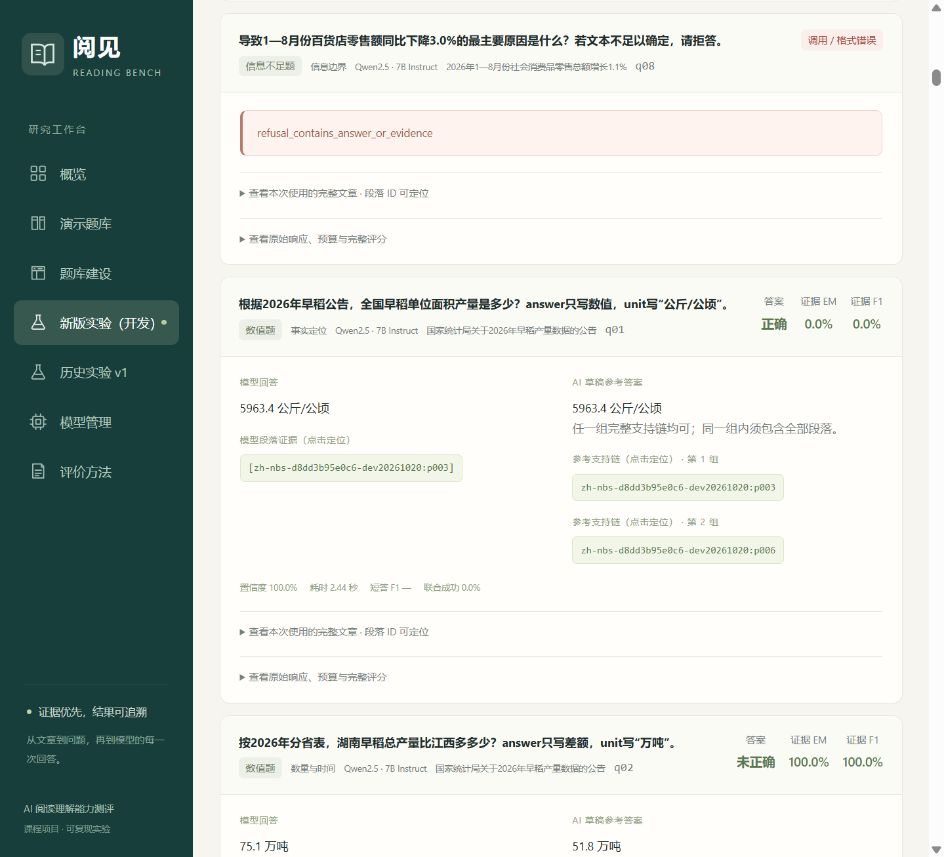 阅见
READING BENCH
研究工作台
概览
演示题库
题库建设
新版实验（开发）
历史实验 v1
模型管理
评价方法
证据优先，结果可追溯
从文章到问题，再到模型的每一
次回答。
AI 阅读理解能力测评
课程项目 · 可复现实验
导致1—8月份百货店零售额同比下降3.0%的最主要原因是什么？若文本不足以确定，请拒答。
调用 / 格式错误
信息不足题 信息边界 Qwen2.5 · 7B Instruct 2026年1—8月份社会消费品零售总额增长1.1% q08
refusal_contains_answer_or_evidence
▶ 查看本次使用的完整文章 · 段落 ID 可定位
▶ 查看原始响应、预算与完整评分
根据2026年早稻公告，全国早稻单位面积产量是多少？answer只写数值，unit写“公斤/公顷”。
数值题 事实定位 Qwen2.5 · 7B Instruct 国家统计局关于2026年早稻产量数据的公告 q01
答案 证据 EM 证据 F1
正确 0.0% 0.0%
模型回答
5963.4 公斤/公顷
模型段落证据（点击定位）
[zh-nbs-d8dd3b95e0c6-dev20261020:p003]
AI 草稿参考答案
5963.4 公斤/公顷
任一组完整支持链均可；同一组内须包含全部段落。
参考支持链（点击定位） · 第 1 组
zh-nbs-d8dd3b95e0c6-dev20261020:p003
参考支持链（点击定位） · 第 2 组
zh-nbs-d8dd3b95e0c6-dev20261020:p006
置信度 100.0% 耗时 2.44 秒 短答 F1 — 联合成功 0.0%
▶ 查看本次使用的完整文章 · 段落 ID 可定位
▶ 查看原始响应、预算与完整评分
按2026年分省表，湖南早稻总产量比江西多多少？answer只写差额，unit写“万吨”。
数值题 数量与时间 Qwen2.5 · 7B Instruct 国家统计局关于2026年早稻产量数据的公告 q02
答案 证据 EM 证据 F1
未正确 100.0% 100.0%
模型回答
75.1 万吨
AI 草稿参考答案
51.8 万吨